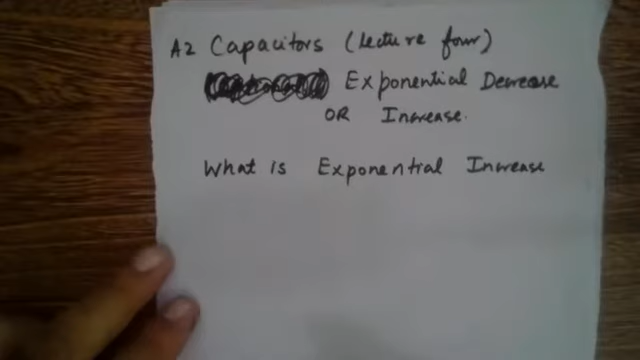 A2 Capacitors (lecture four)
Exponential Decrease
OR Increase.
What is Exponential Increase